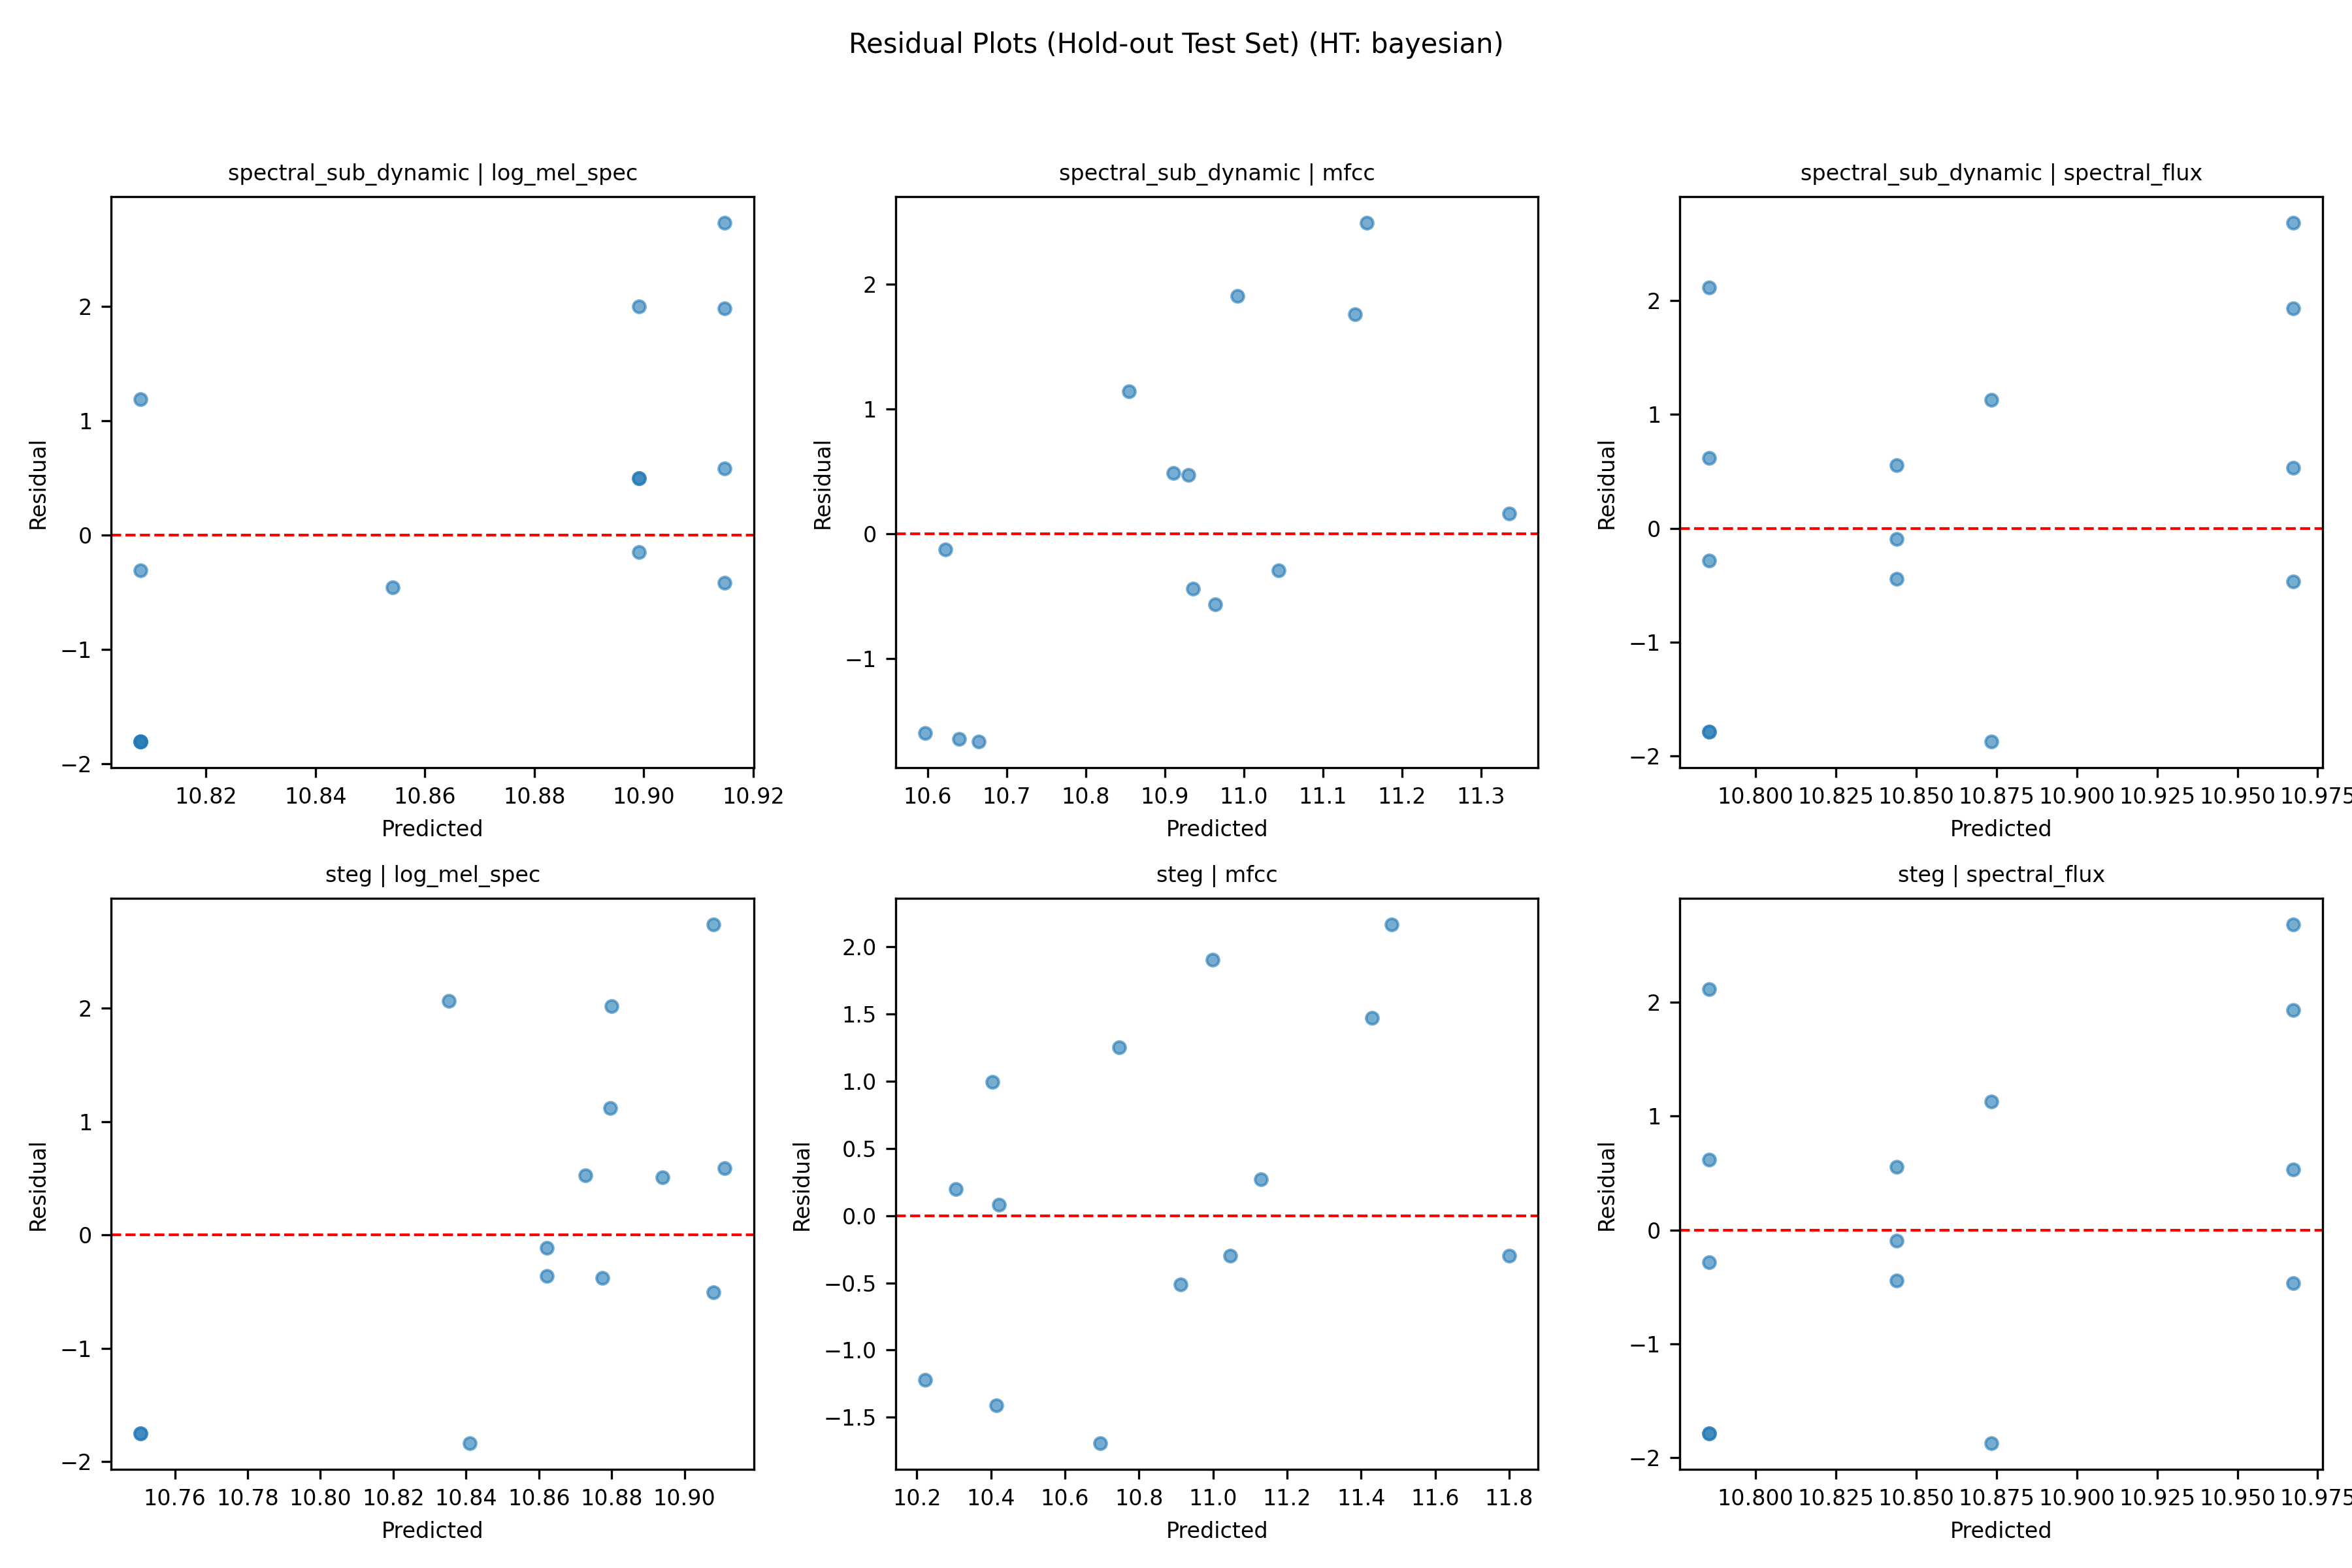 Residual Plots (Hold-out Test Set) (HT: bayesian)
spectral_sub_dynamic | log_mel_spec
Residual
2
1
0
−1
−2
10.82 10.84 10.86 10.88 10.90 10.92
Predicted
spectral_sub_dynamic | mfcc
Residual
2
1
0
−1
10.6 10.7 10.8 10.9 11.0 11.1 11.2 11.3
Predicted
spectral_sub_dynamic | spectral_flux
Residual
2
1
0
−1
−2
10.800 10.825 10.850 10.875 10.900 10.925 10.950 10.975
Predicted
steg | log_mel_spec
Residual
2
1
0
−1
−2
10.76 10.78 10.80 10.82 10.84 10.86 10.88 10.90
Predicted
steg | mfcc
Residual
2.0
1.5
1.0
0.5
0.0
−0.5
−1.0
−1.5
10.2 10.4 10.6 10.8 11.0 11.2 11.4 11.6 11.8
Predicted
steg | spectral_flux
Residual
2
1
0
−1
−2
10.800 10.825 10.850 10.875 10.900 10.925 10.950 10.975
Predicted